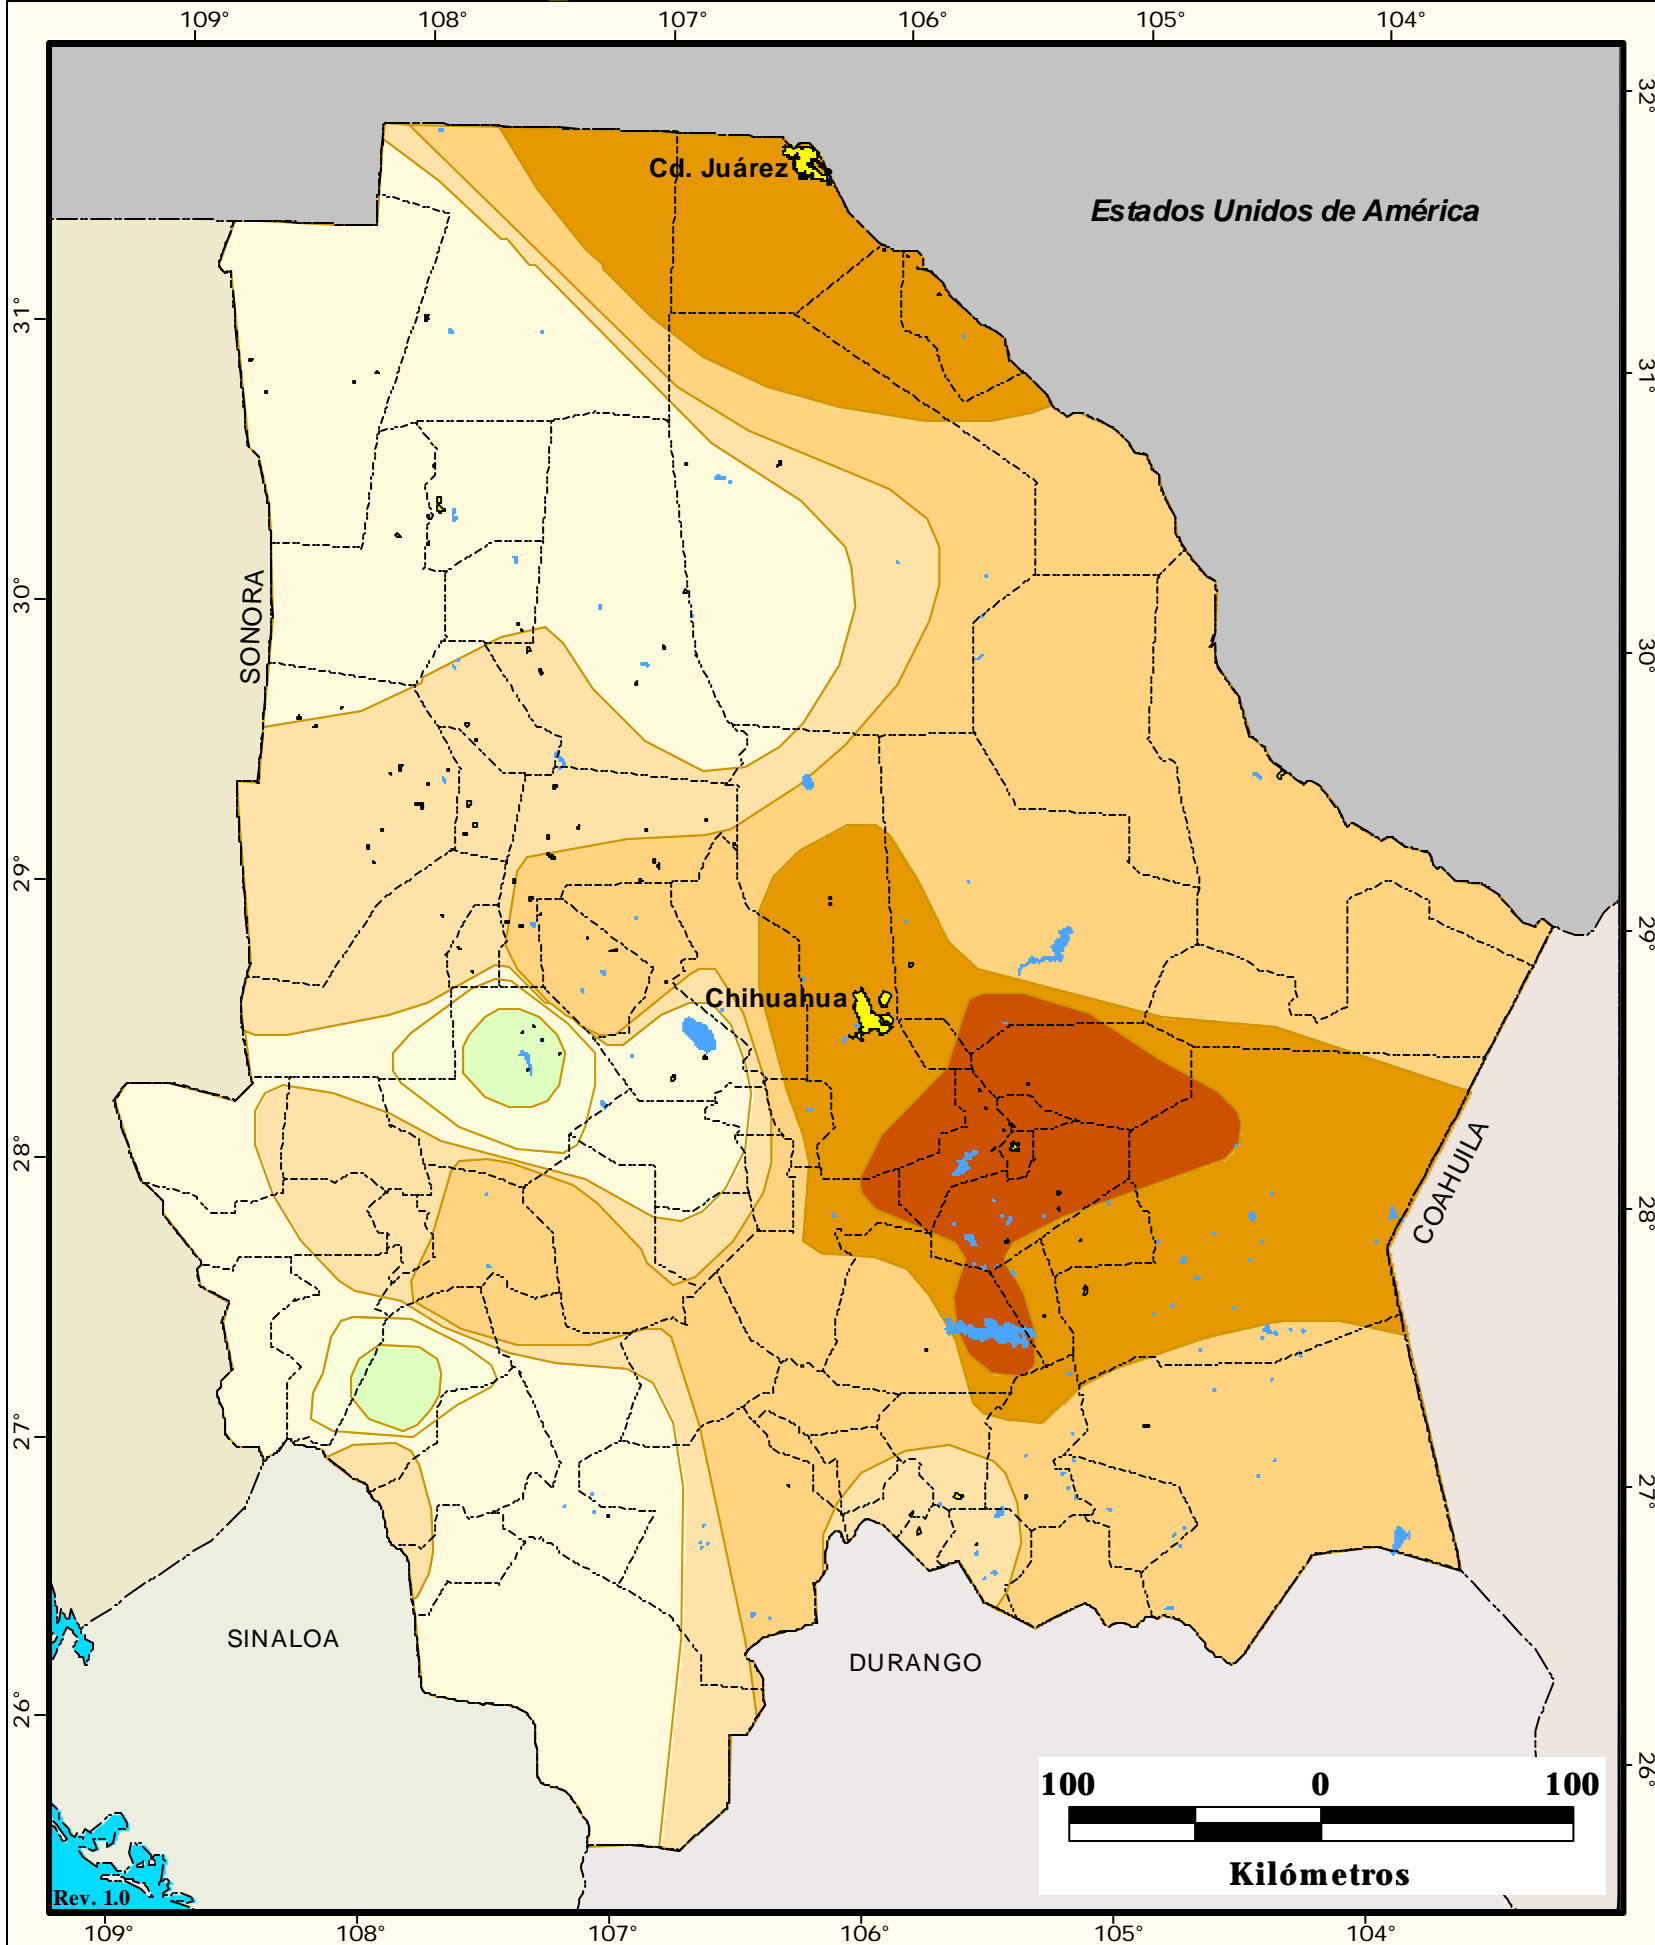 109° 108° 107° 106° 105° 104°
32°
Cd. Juárez
Estados Unidos de América
31°
31°
SONORA
30°
30°
29°
29°
Chihuahua
28°
28°
COAHUILA
27°
27°
SINALOA
DURANGO
26°
26°
100 0 100
Kilómetros
Rev. 1.0
109° 108° 107° 106° 105° 104°